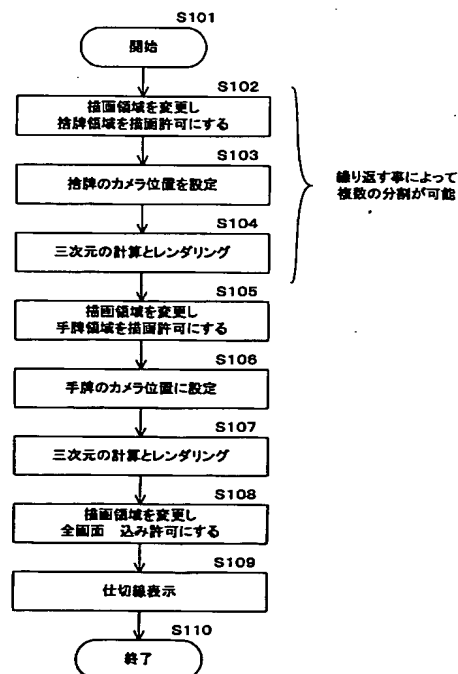 S101
開始
S102
描画領域を変更し
捨牌領域を描画許可にする
S103
捨牌のカメラ位置を設定
S104
三次元の計算とレンダリング
繰り返す事によって
複数の分割が可能
S105
描画領域を変更し
手牌領域を描画許可にする
S106
手牌のカメラ位置に設定
S107
三次元の計算とレンダリング
S108
描画領域を変更し
全画面 込み許可にする
S109
仕切線表示
S110
終了